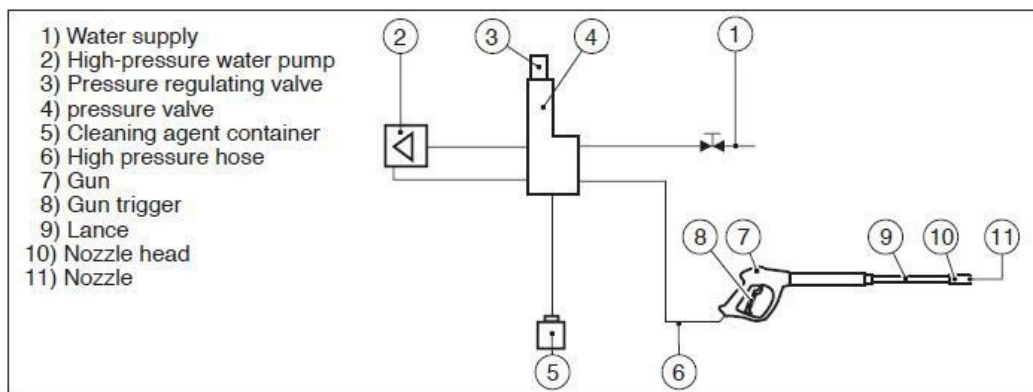 1) Water supply
2) High-pressure water pump
3) Pressure regulating valve
4) pressure valve
5) Cleaning agent container
6) High pressure hose
7) Gun
8) Gun trigger
9) Lance
10) Nozzle head
11) Nozzle
2
3
4
1
8
7
9
10
11
5
6